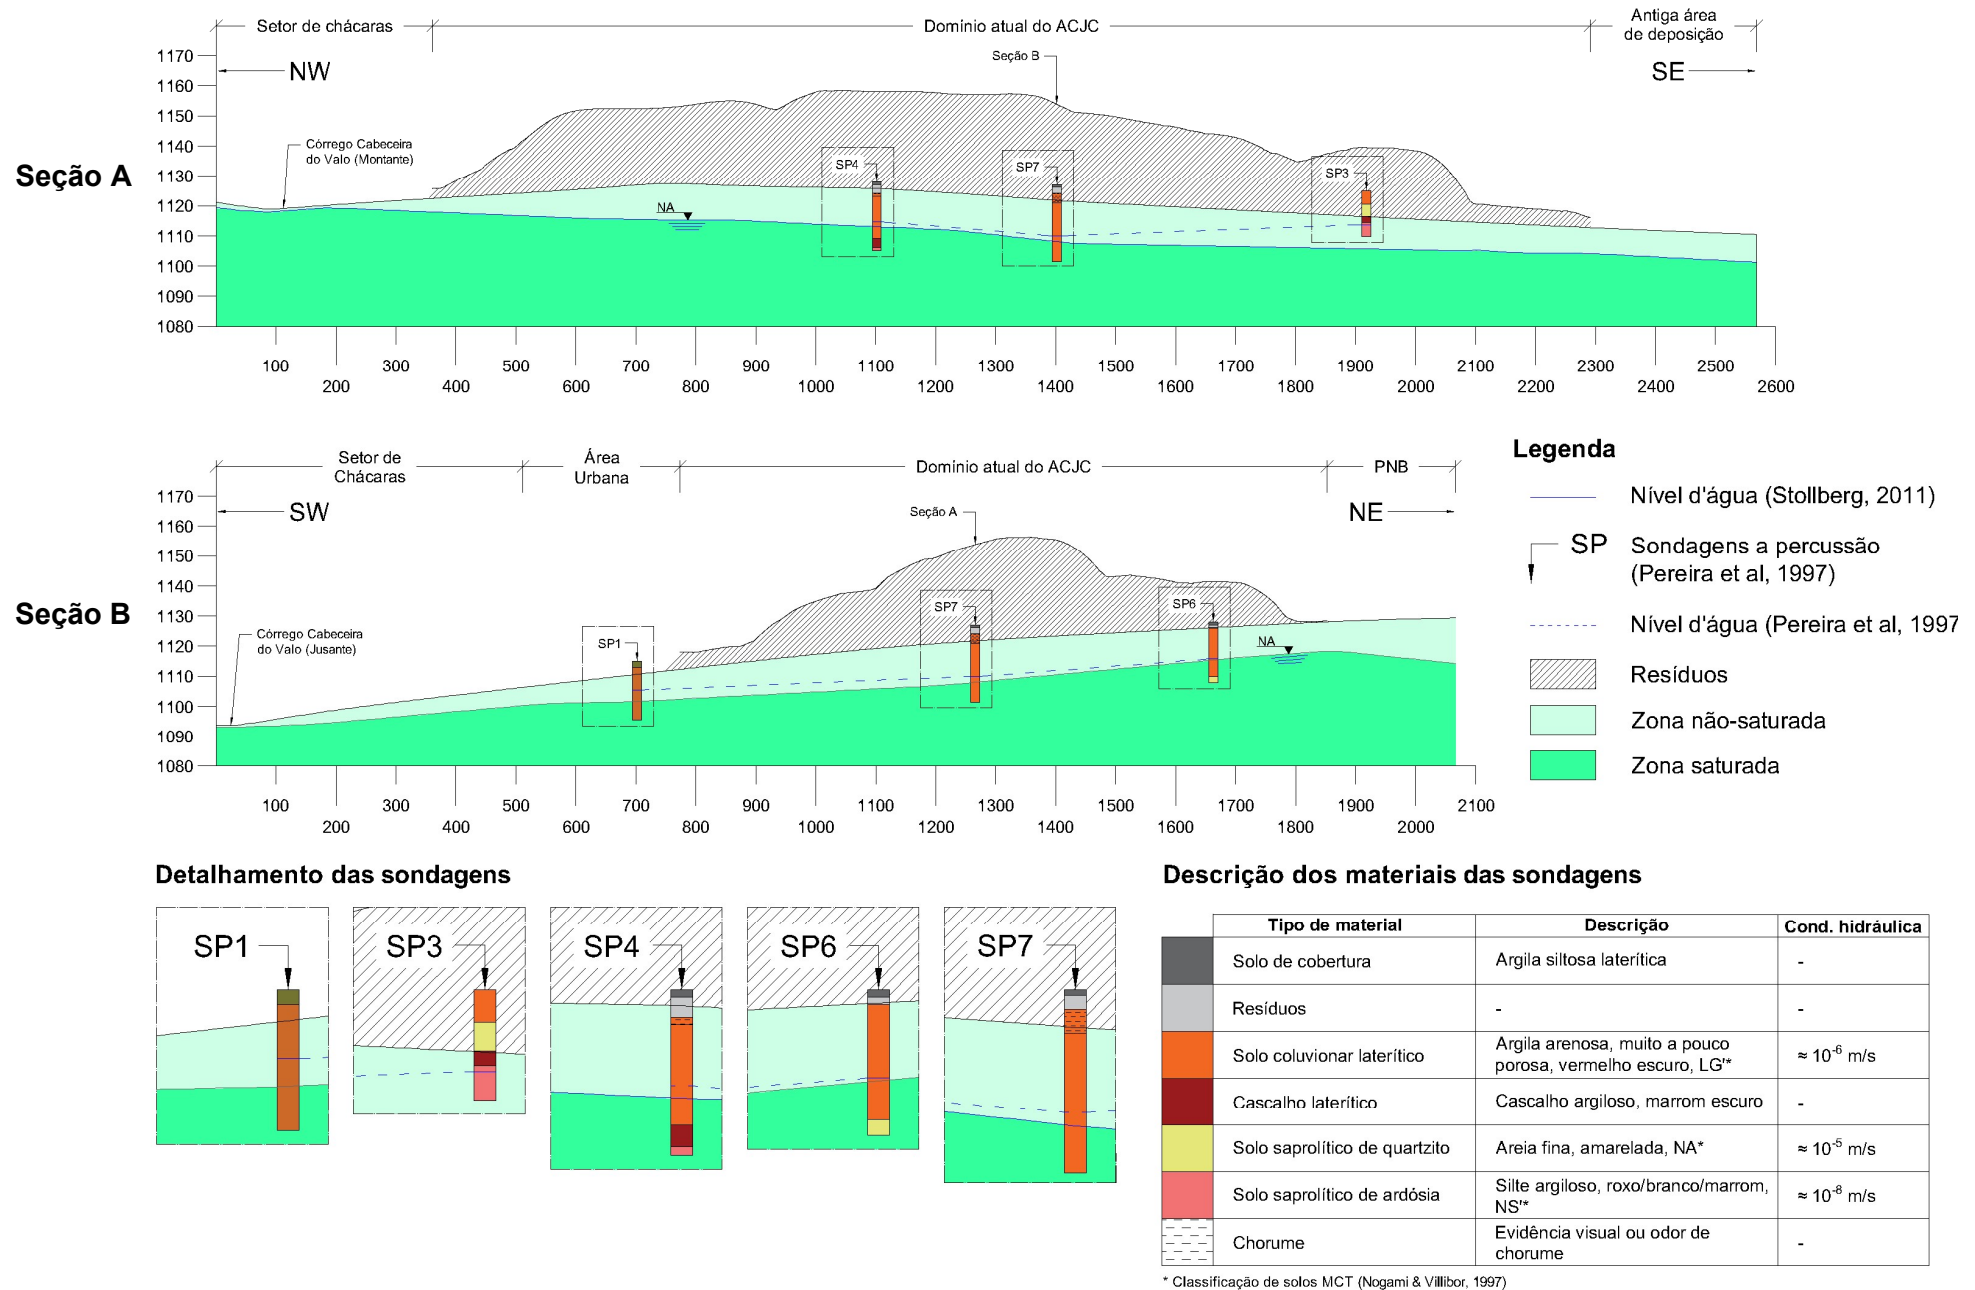 Setor de chácaras
Domínio atual do ACJC
Antiga área
de deposição
Seção A
1170
1160
1150
1140
1130
1120
1110
1100
1090
1080
NW
SE
Seção B
Córrego Cabeceira
do Valo (Montante)
NA
SP4
SP7
SP3
100
200
300
400
500
600
700
800
900
1000
1100
1200
1300
1400
1500
1600
1700
1800
1900
2000
2100
2200
2300
2400
2500
2600
Setor de
Chácaras
Área
Urbana
Domínio atual do ACJC
PNB
Seção B
1170
1160
1150
1140
1130
1120
1110
1100
1090
1080
SW
NE
Seção A
Córrego Cabeceira
do Valo (Jusante)
SP1
SP7
SP6
NA
100
200
300
400
500
600
700
800
900
1000
1100
1200
1300
1400
1500
1600
1700
1800
1900
2000
2100
Legenda
Nível d'água (Stollberg, 2011)
SP Sondagens a percussão
(Pereira et al, 1997)
Nível d'água (Pereira et al, 1997
Resíduos
Zona não-saturada
Zona saturada
Detalhamento das sondagens
SP1
SP3
SP4
SP6
SP7
Descrição dos materiais das sondagens
Tipo de material Descrição Cond. hidráulica
Solo de cobertura Argila siltosa laterítica -
Resíduos - -
Solo coluvionar laterítico Argila arenosa, muito a pouco
porosa, vermelho escuro, LG'* ≈ 10⁻⁶ m/s
Cascalho laterítico Cascalho argiloso, marrom escuro -
Solo saprolítico de quartzito Areia fina, amarelada, NA* ≈ 10⁻⁵ m/s
Solo saprolítico de ardósia Silte argiloso, roxo/branco/marrom,
NS'* ≈ 10⁻⁸ m/s
Chorume Evidência visual ou odor de
chorume -
* Classificação de solos MCT (Nogami & Villibor, 1997)